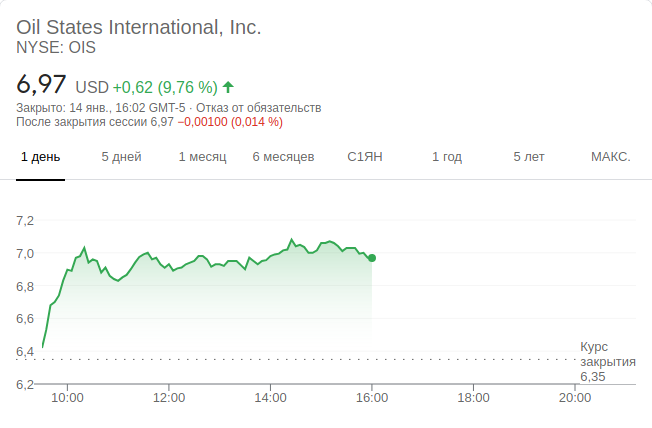 Oil States International, Inc.
NYSE: OIS
6,97 USD +0,62 (9,76 %)
Закрыто: 14 янв., 16:02 GMT-5 · Отказ от обязательств
После закрытия сессии 6,97 −0,00100 (0,014 %)
1 день 5 дней 1 месяц 6 месяцев С1ЯН 1 год 5 лет МАКС.
7,2
7,0
6,8
6,6
6,4
6,2
Курс
закрытия
6,35
10:00 12:00 14:00 16:00 18:00 20:00